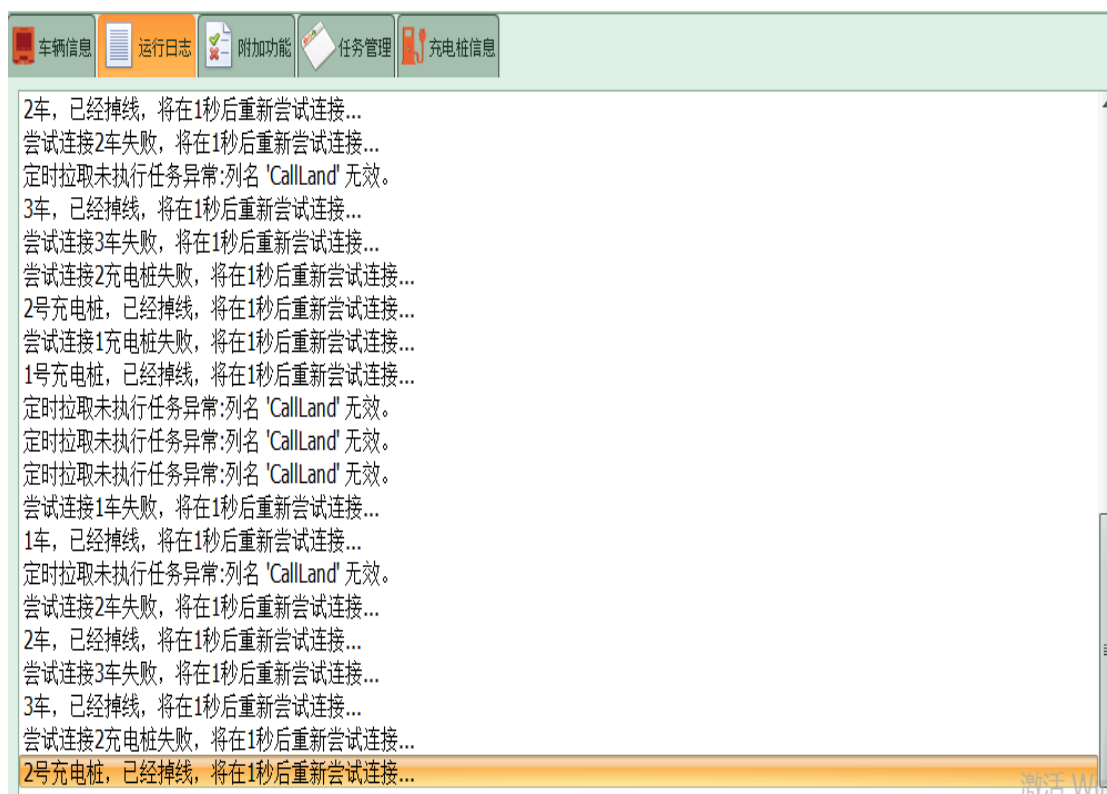 车辆信息 运行日志 附加功能 任务管理 充电桩信息
2车，已经掉线，将在1秒后重新尝试连接...
尝试连接2车失败，将在1秒后重新尝试连接...
定时拉取未执行任务异常:列名 'CallLand' 无效。
3车，已经掉线，将在1秒后重新尝试连接...
尝试连接3车失败，将在1秒后重新尝试连接...
尝试连接2充电桩失败，将在1秒后重新尝试连接...
2号充电桩，已经掉线，将在1秒后重新尝试连接...
尝试连接1充电桩失败，将在1秒后重新尝试连接...
1号充电桩，已经掉线，将在1秒后重新尝试连接...
定时拉取未执行任务异常:列名 'CallLand' 无效。
定时拉取未执行任务异常:列名 'CallLand' 无效。
定时拉取未执行任务异常:列名 'CallLand' 无效。
尝试连接1车失败，将在1秒后重新尝试连接...
1车，已经掉线，将在1秒后重新尝试连接...
定时拉取未执行任务异常:列名 'CallLand' 无效。
尝试连接2车失败，将在1秒后重新尝试连接...
2车，已经掉线，将在1秒后重新尝试连接...
尝试连接3车失败，将在1秒后重新尝试连接...
3车，已经掉线，将在1秒后重新尝试连接...
尝试连接2充电桩失败，将在1秒后重新尝试连接...
2号充电桩，已经掉线，将在1秒后重新尝试连接...
激活